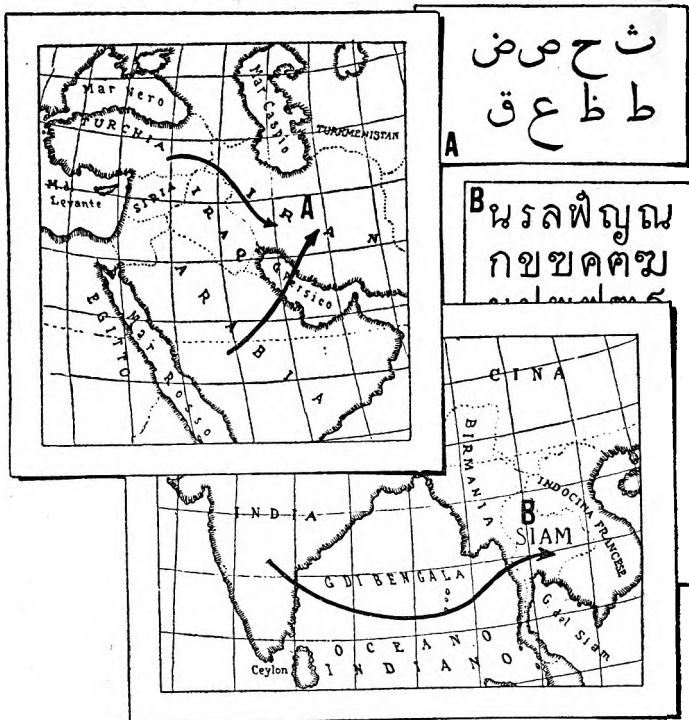 Mar Nero
Mar Caspio
TURCHIA
TURKMENISTAN
M. di
Levante
SIRIA
IRAQ
IRAN
A
G. Persico
EGITTO
Mar Rosso
ARABIA
ث ح ص ض
ط ظ ع ق
A
B
น ร ล ฬ ญ ณ
ก ข ฃ ค ฅ ฆ
CINA
BIRMANIA
INDIA
INDOCINA FRANCESE
B
SIAM
G. DI BENGALA
G. del Siam
OCEANO
INDIANO
Ceylon